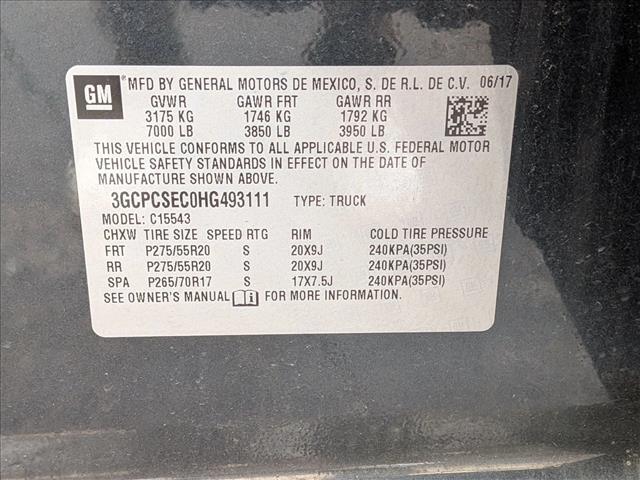 GM
®MFD BY GENERAL MOTORS DE MEXICO, S. DE R.L. DE C.V. 06/17
GVWR GAWR FRT GAWR RR
3175 KG 1746 KG 1792 KG
7000 LB 3850 LB 3950 LB
THIS VEHICLE CONFORMS TO ALL APPLICABLE U.S. FEDERAL MOTOR
VEHICLE SAFETY STANDARDS IN EFFECT ON THE DATE OF
MANUFACTURE SHOWN ABOVE.
3GCPCSEC0HG493111 TYPE: TRUCK
MODEL: C15543
CHXW TIRE SIZE SPEED RTG RIM COLD TIRE PRESSURE
FRT P275/55R20 S 20X9J 240KPA(35PSI)
RR P275/55R20 S 20X9J 240KPA(35PSI)
SPA P265/70R17 S 17X7.5J 240KPA(35PSI)
SEE OWNER'S MANUAL FOR MORE INFORMATION.